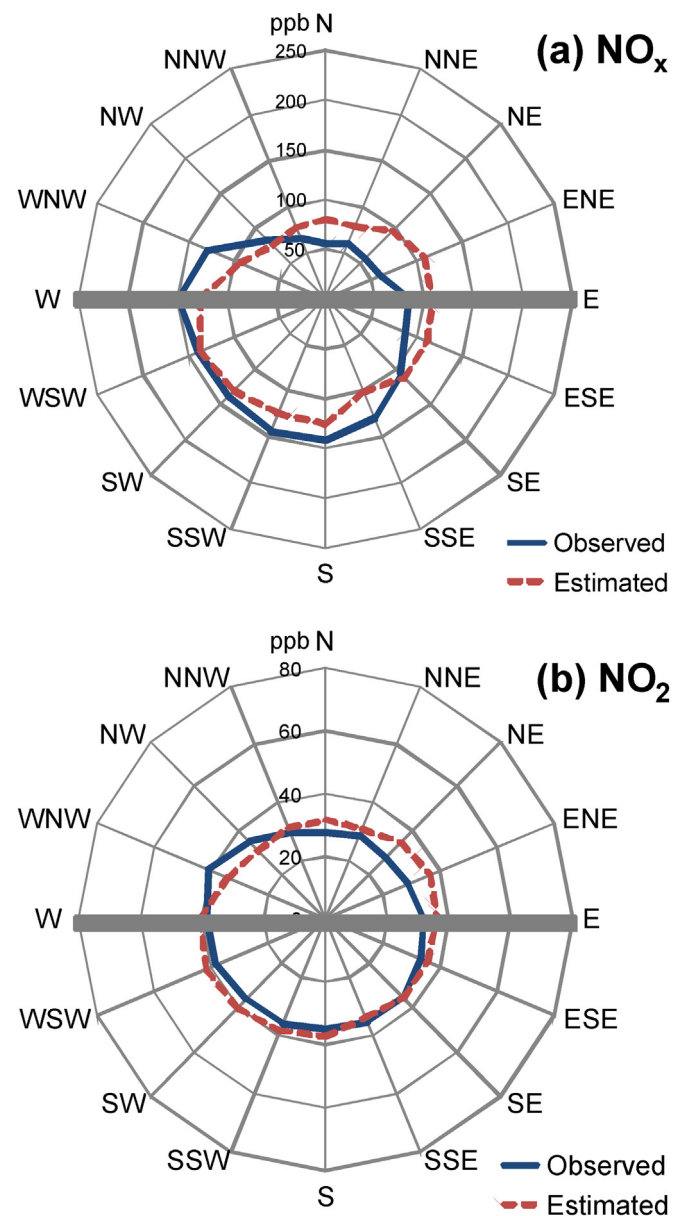 ppb N
250
(a) NOx
NNW
NNE
200
NW
NE
150
WNW
ENE
100
50
W
E
WSW
ESE
SW
SE
SSW
SSE
S
Observed
Estimated
ppb N
80
(b) NO2
NNW
NNE
60
NW
NE
40
WNW
ENE
20
W
E
WSW
ESE
SW
SE
SSW
SSE
S
Observed
Estimated